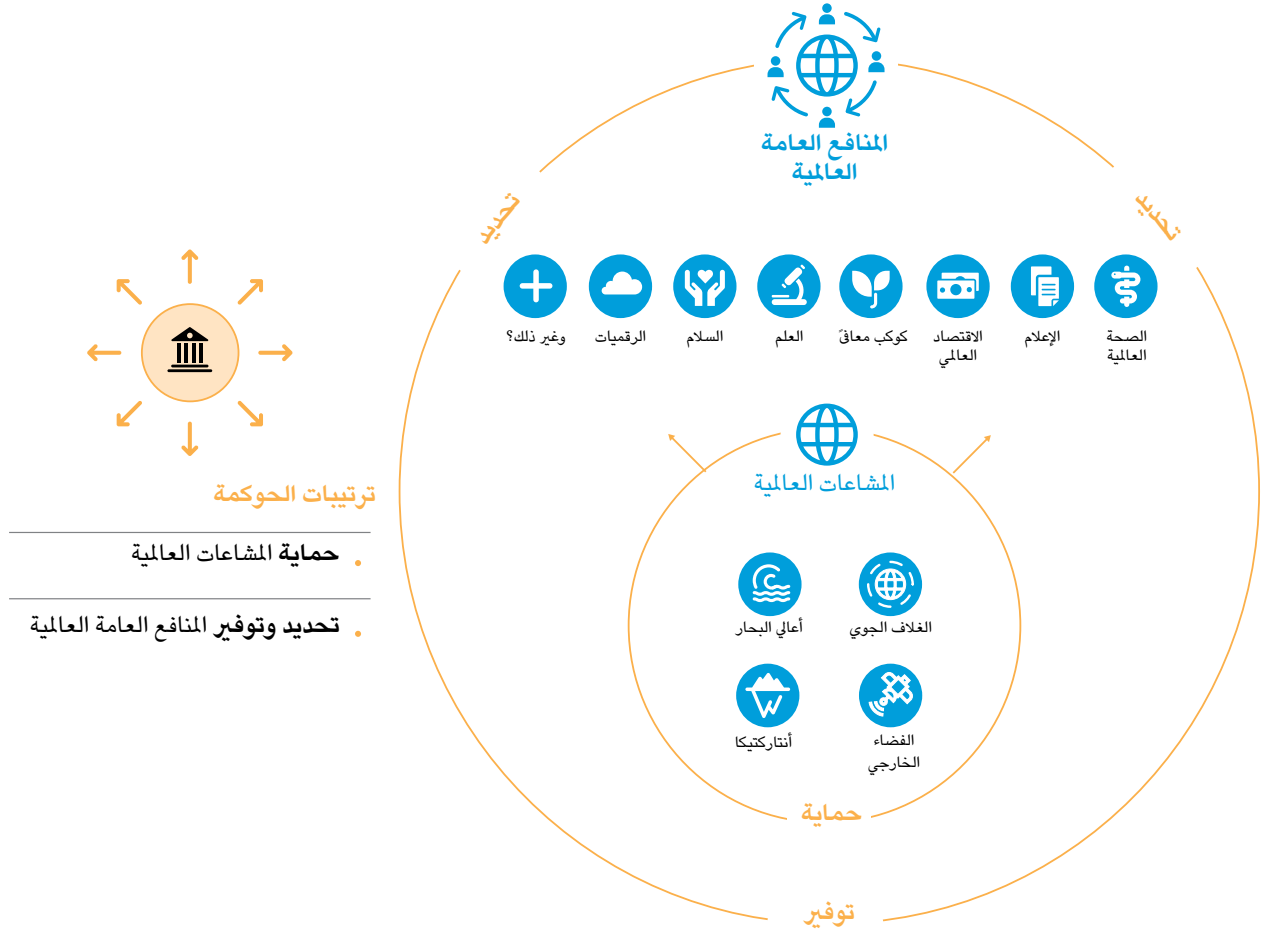 المنافع العامة
العالمية
تحديد
تحديد
الصحة
العالمية
الإعلام
الاقتصاد
العالمي
كوكب معافىً
العلم
السلام
الرقميات
وغير ذلك؟
المشاعات العالمية
الغلاف الجوي
أعالي البحار
الفضاء
الخارجي
أنتاركتيكا
حماية
توفير
ترتيبات الحوكمة
حماية المشاعات العالمية
تحديد وتوفير المنافع العامة العالمية